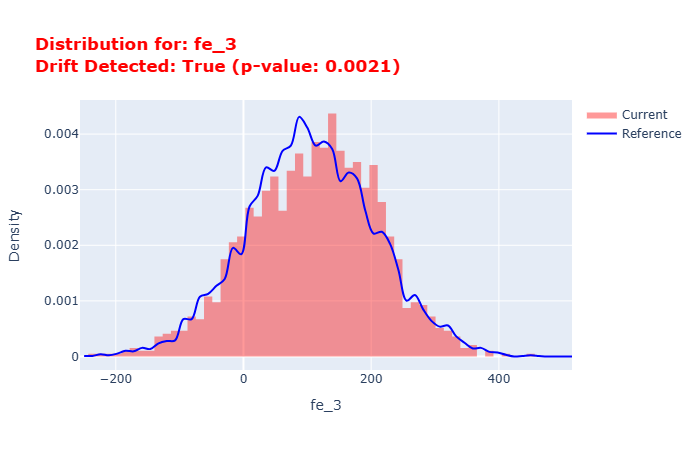 Distribution for: fe_3
Drift Detected: True (p-value: 0.0021)
Current
Reference
0.004
0.003
0.002
0.001
0
Density
−200
0
200
400
fe_3